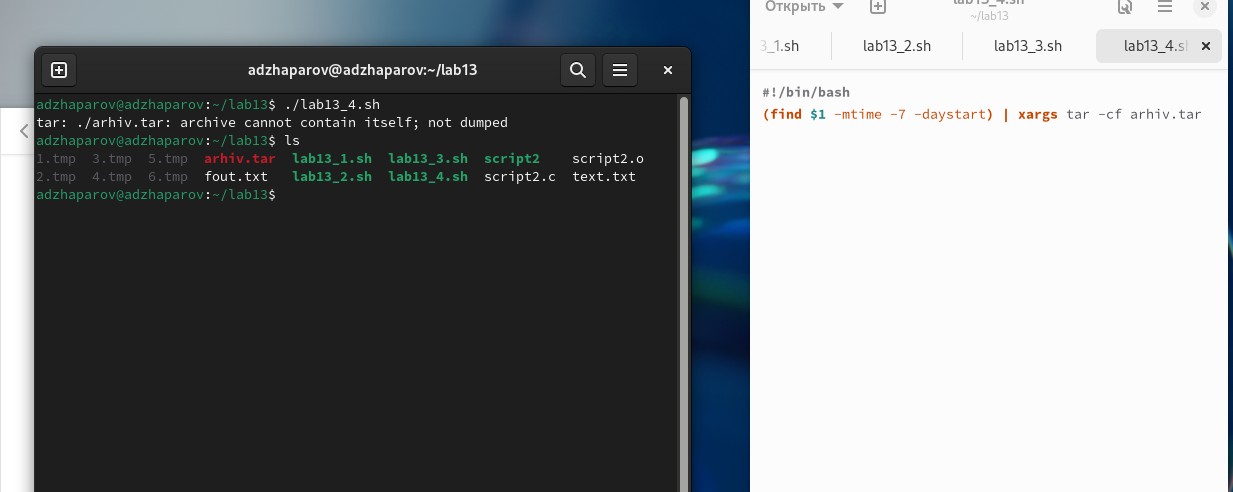 adzhaparov@adzhaparov:~/lab13
adzhaparov@adzhaparov:~/lab13$ ./lab13_4.sh
tar: ./arhiv.tar: archive cannot contain itself; not dumped
adzhaparov@adzhaparov:~/lab13$ ls
1.tmp 3.tmp 5.tmp arhiv.tar lab13_1.sh lab13_3.sh script2 script2.o
2.tmp 4.tmp 6.tmp fout.txt lab13_2.sh lab13_4.sh script2.c text.txt
adzhaparov@adzhaparov:~/lab13$
Открыть
lab13_4.sh
~/lab13
3_1.sh lab13_2.sh lab13_3.sh lab13_4.sh
#!/bin/bash
(find $1 -mtime -7 -daystart) | xargs tar -cf arhiv.tar